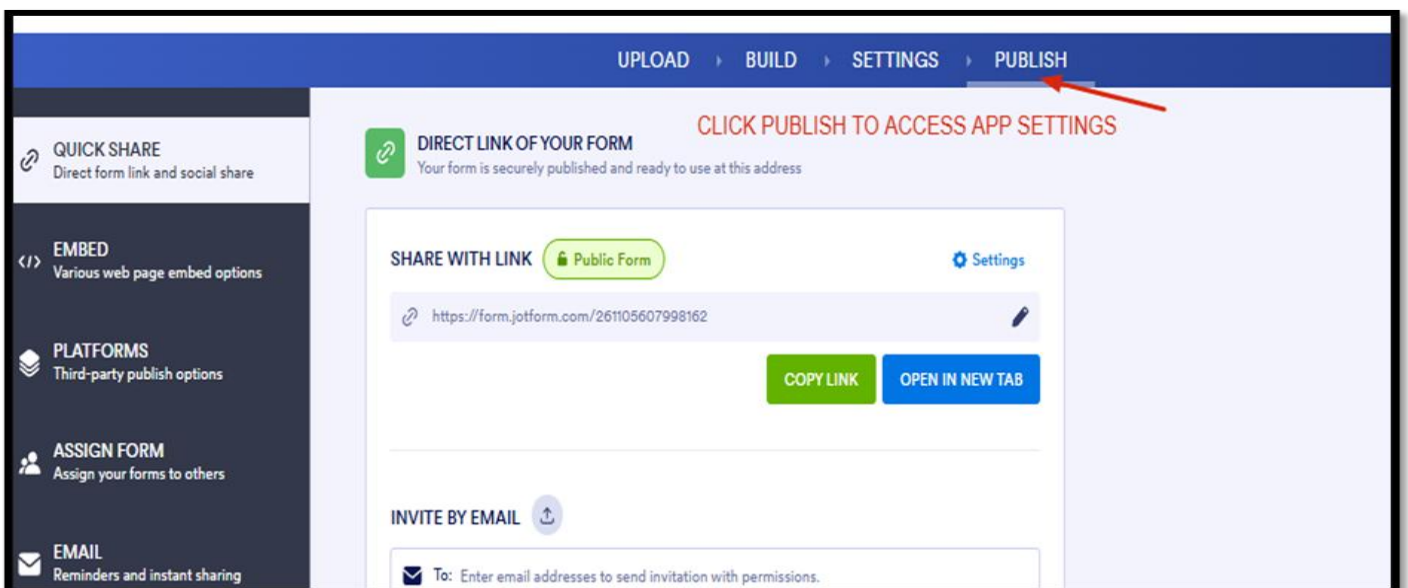 UPLOAD BUILD SETTINGS PUBLISH
CLICK PUBLISH TO ACCESS APP SETTINGS
QUICK SHARE
Direct form link and social share
EMBED
Various web page embed options
PLATFORMS
Third-party publish options
ASSIGN FORM
Assign your forms to others
EMAIL
Reminders and instant sharing
DIRECT LINK OF YOUR FORM
Your form is securely published and ready to use at this address
SHARE WITH LINK Public Form Settings
https://form.jotform.com/261105607998162
COPY LINK OPEN IN NEW TAB
INVITE BY EMAIL
To: Enter email addresses to send invitation with permissions.